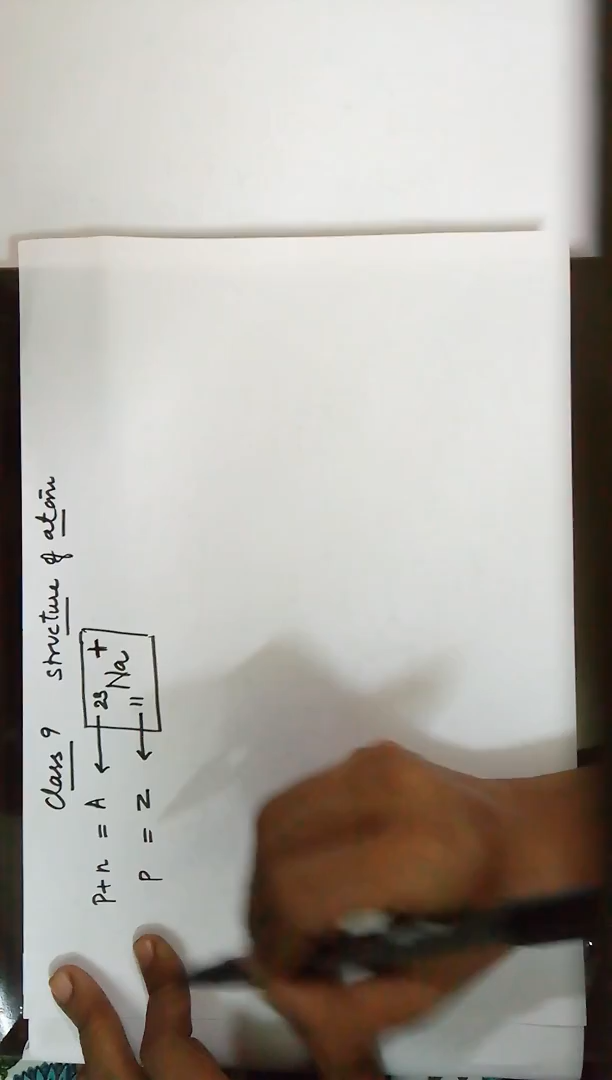 Class 9 structure of atom
p+n = A ← 23 Na +
p = Z ← 11